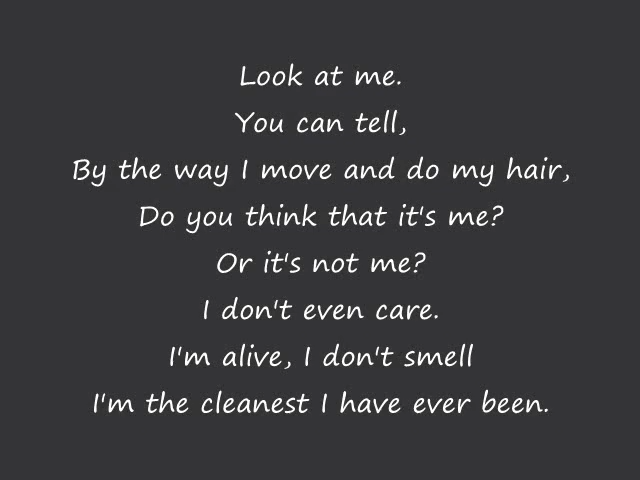 Look at me.
You can tell,
By the way I move and do my hair,
Do you think that it's me?
Or it's not me?
I don't even care.
I'm alive, I don't smell
I'm the cleanest I have ever been.